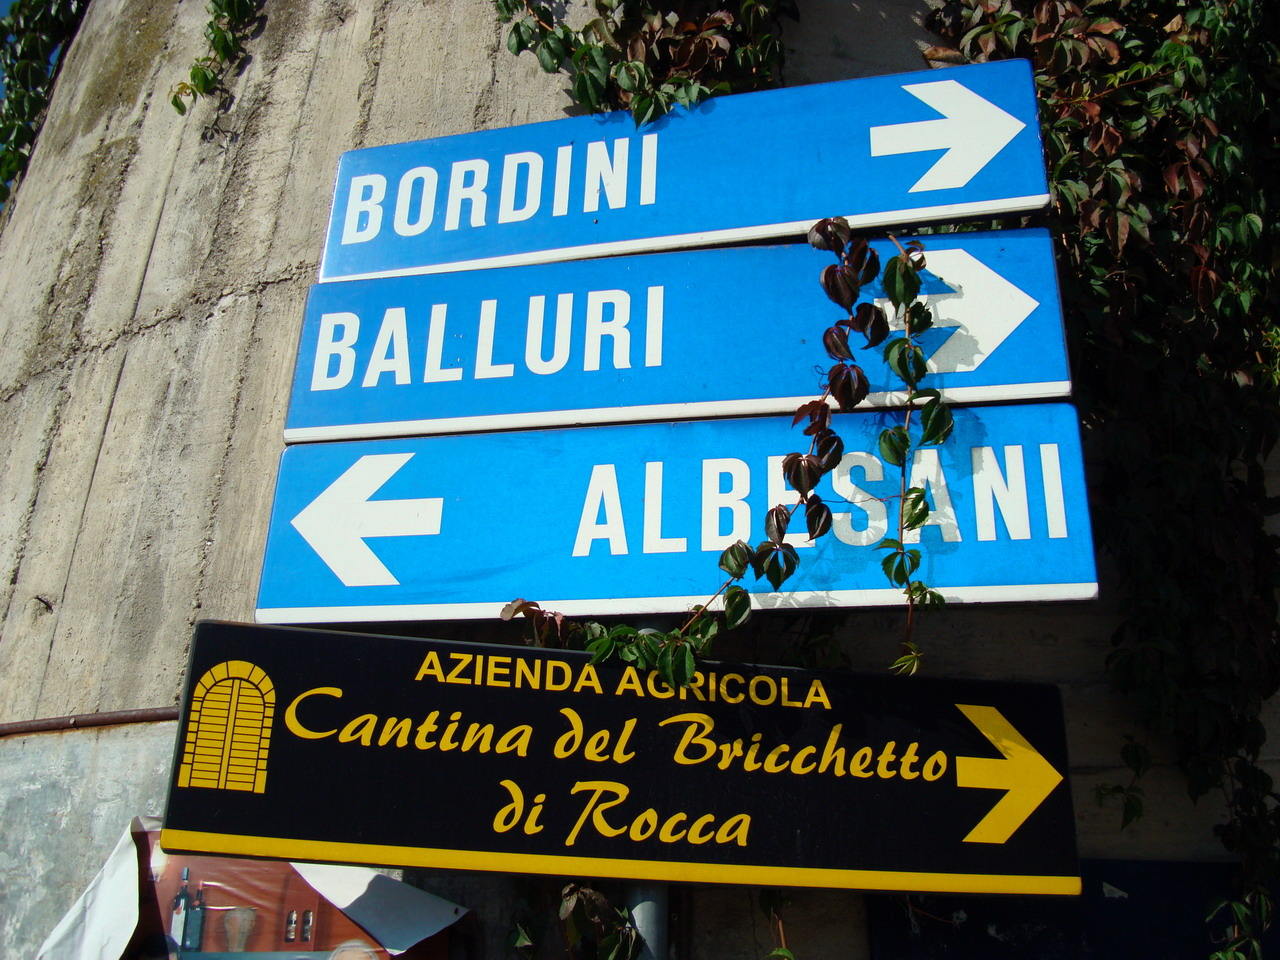 BORDINI
BALLURI
ALBESANI
AZIENDA AGRICOLA
Cantina del Bricchetto
di Rocca